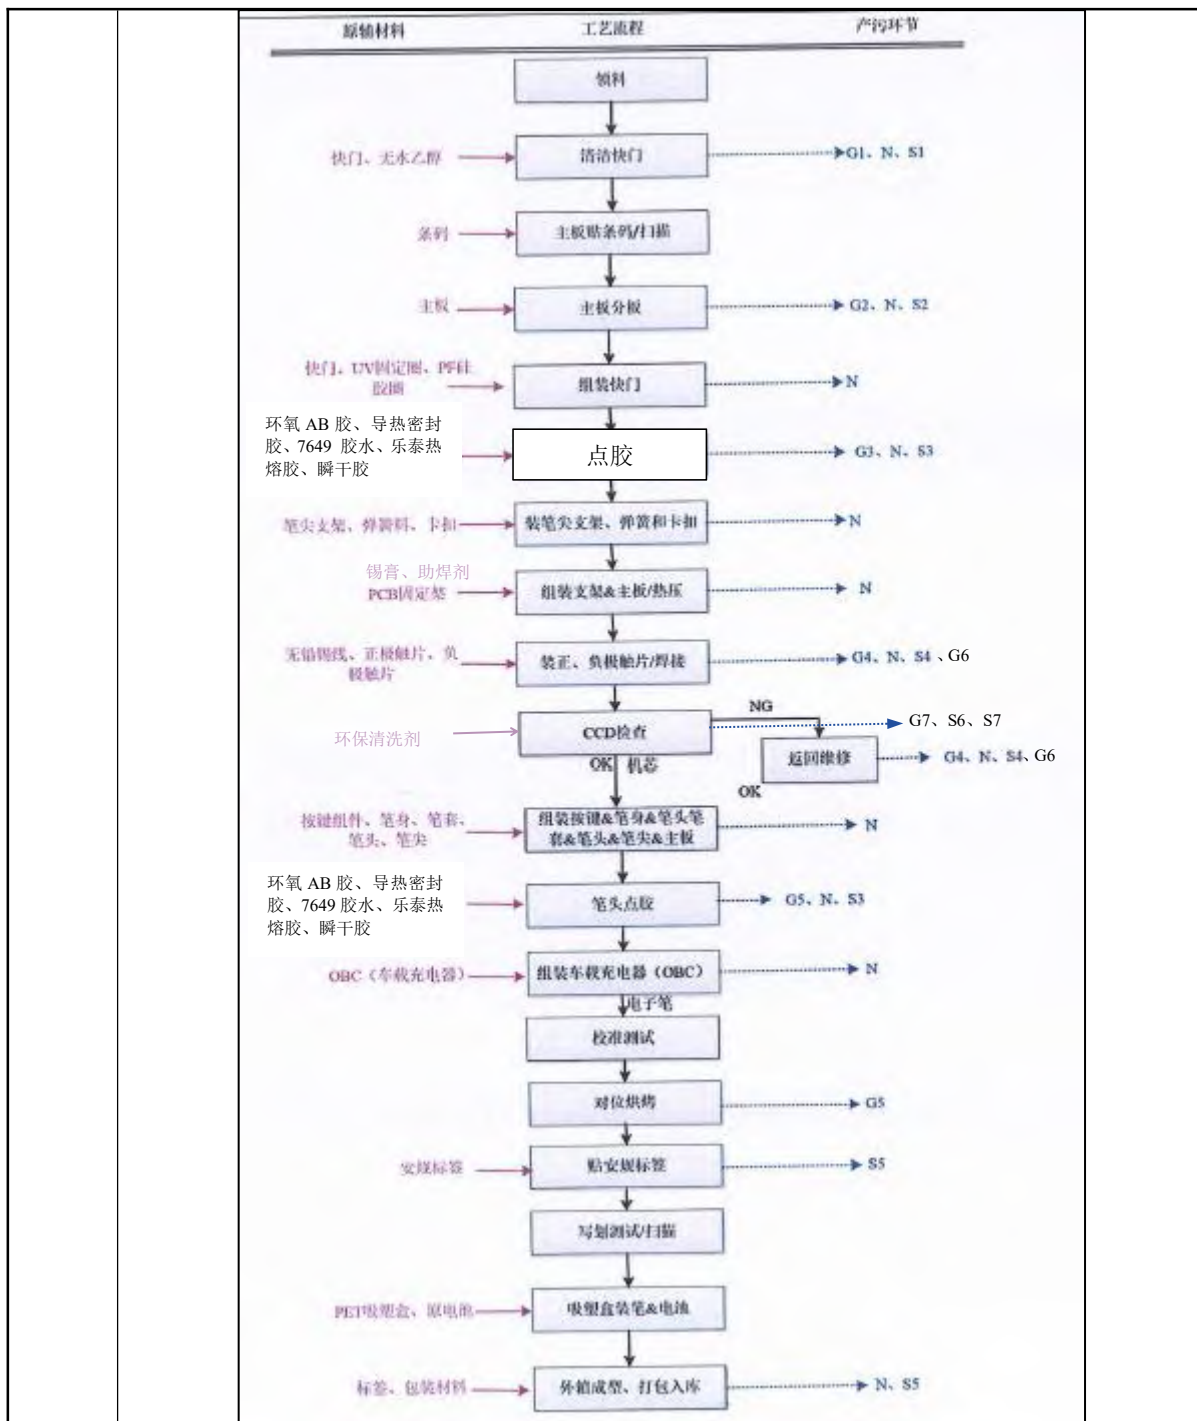 原辅材料 工艺流程 产污环节
领料
快门、无水乙醇 清洁快门 G1、N、S1
条码 主板贴条码/扫描
主板 主板分板 G2、N、S2
快门、UV固定圈、PF硅
胶圈
组装快门 N
环氧 AB 胶、导热密封
胶、7649 胶水、乐泰热
熔胶、瞬干胶
点胶 G3、N、S3
笔尖支架、弹簧料、卡扣 装笔尖支架、弹簧和卡扣 N
锡膏、助焊剂
PCB固定架 组装支架&主板/热压 N
无铅锡线、正极触片、负
极触片
装正、负极触片/焊接 G4、N、S4 、G6
NG
环保清洗剂 CCD检查 G7、S6、S7
返回维修 G4、N、S4、G6
OK 机芯
OK
按键组件、笔身、笔套、
笔头、笔尖
组装按键&笔身&笔头笔
套&笔头&笔尖&主板
N
环氧 AB 胶、导热密封
胶、7649 胶水、乐泰热
熔胶、瞬干胶
笔头点胶 G5、N、S3
OBC（车载充电器） 组装车载充电器（OBC） N
电子笔
校准测试
对位烘烤 G5
安规标签 贴安规标签 S5
写划测试/扫描
PET吸塑盒、原电池 吸塑盒装笔&电池
标签、包装材料 外箱成型、打包入库 N、S5